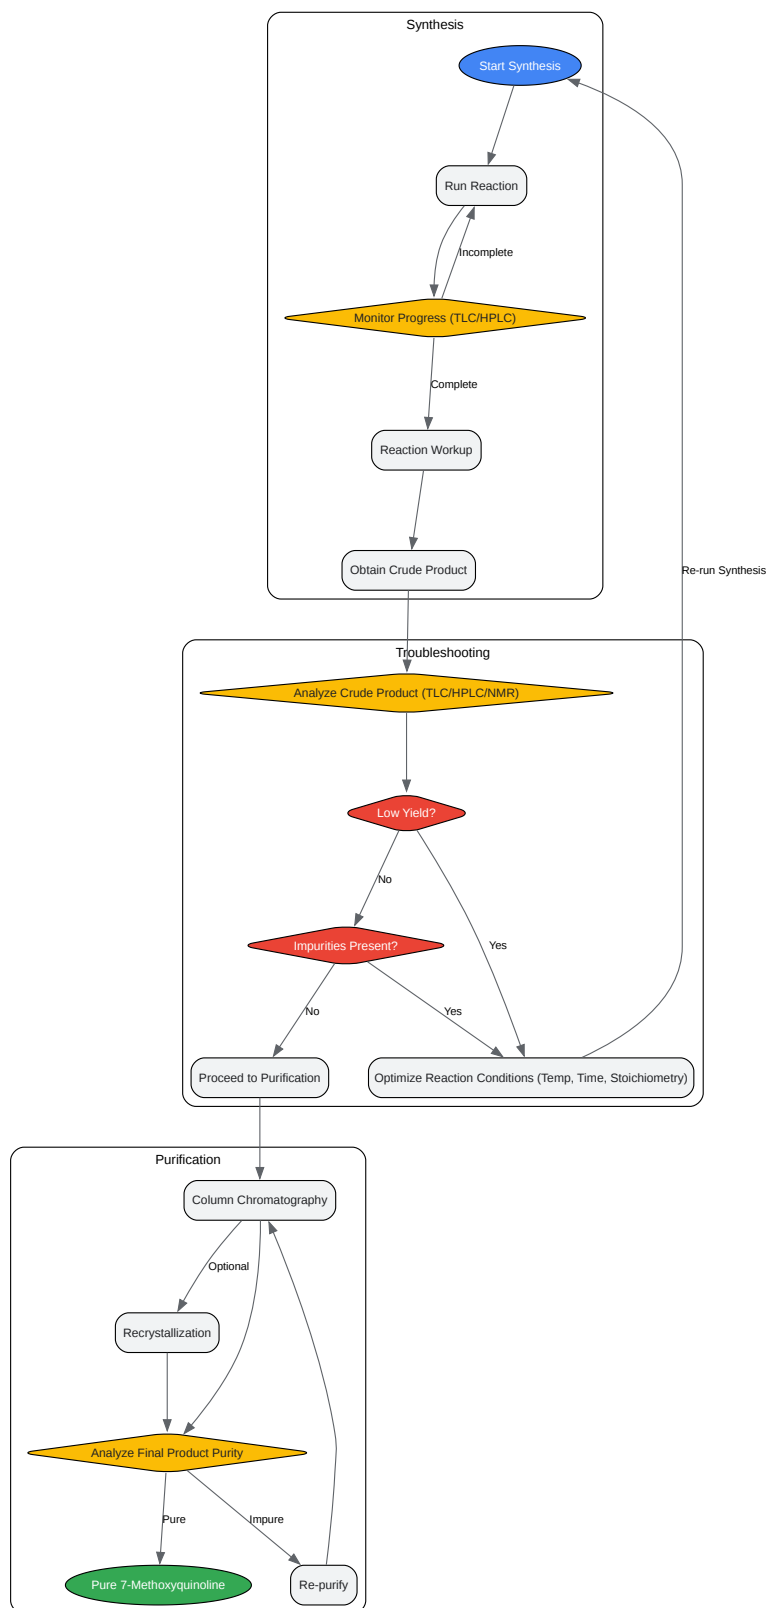 Synthesis
Start Synthesis
Run Reaction
Incomplete
Monitor Progress (TLC/HPLC)
Complete
Reaction Workup
Obtain Crude Product
Re-run Synthesis
Troubleshooting
Analyze Crude Product (TLC/HPLC/NMR)
Low Yield?
No
Impurities Present?
Yes
No
Yes
Proceed to Purification
Optimize Reaction Conditions (Temp, Time, Stoichiometry)
Purification
Column Chromatography
Optional
Recrystallization
Analyze Final Product Purity
Pure
Impure
Pure 7-Methoxyquinoline
Re-purify